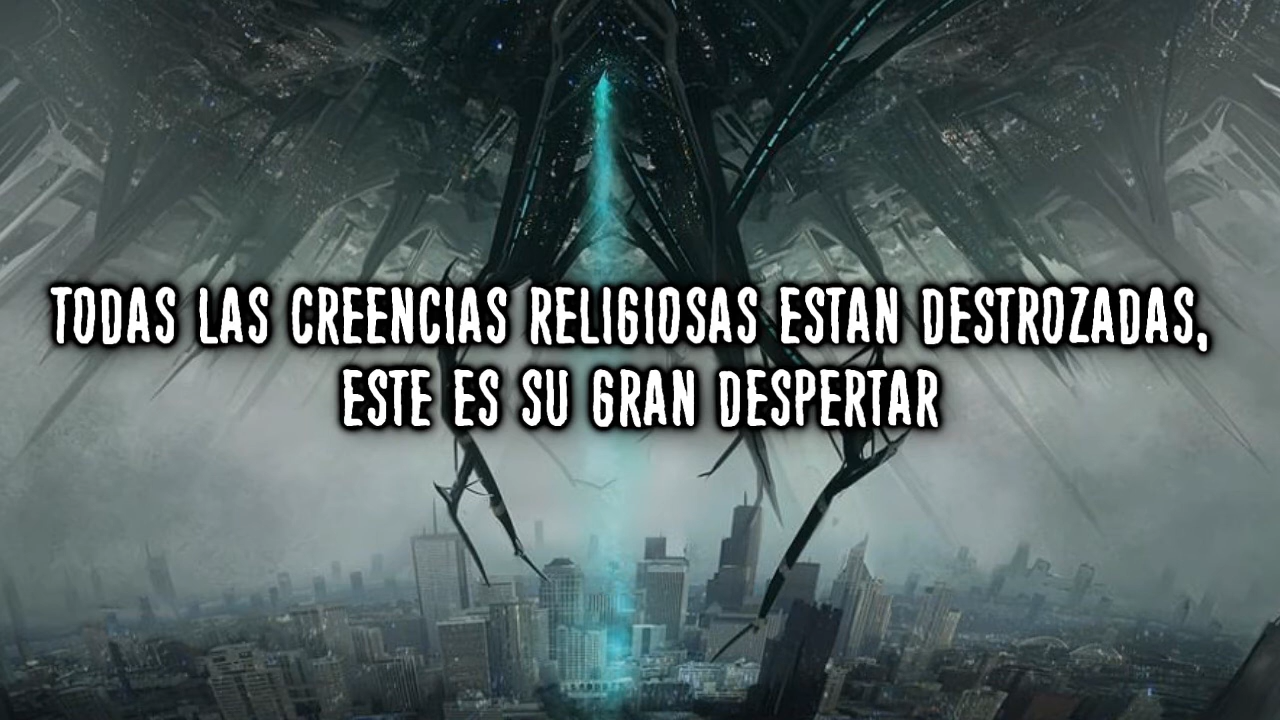 TODAS LAS CREENCIAS RELIGIOSAS ESTAN DESTROZADAS,
ESTE ES SU GRAN DESPERTAR